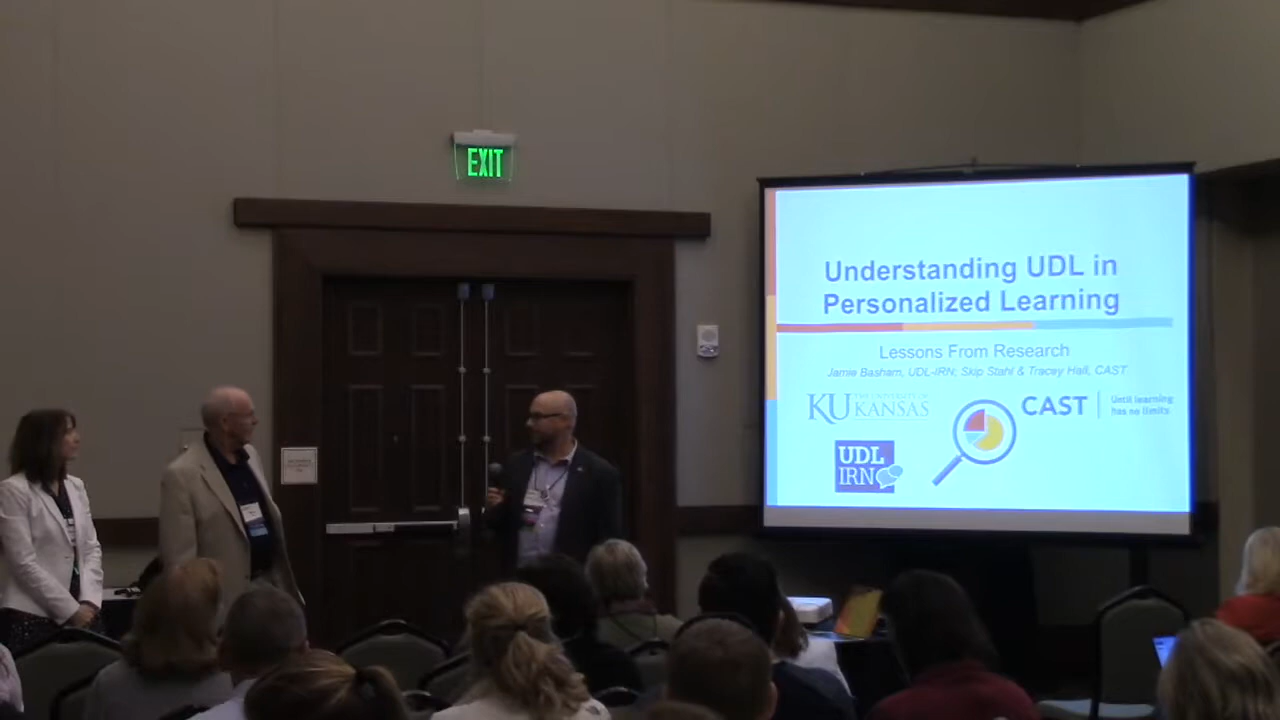 EXIT
Understanding UDL in
Personalized Learning
Lessons From Research
Jamie Basham, UDL-IRN; Skip Stahl & Tracey Hall, CAST
KU THE UNIVERSITY OF
KANSAS
CAST
Until learning
has no limits
UDL
IRN